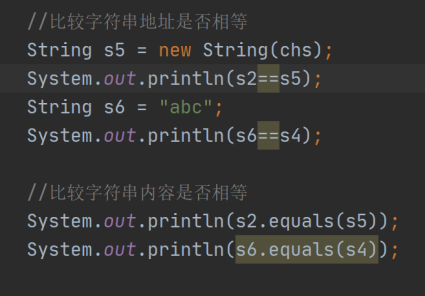 //比较字符串地址是否相等
String s5 = new String(chs);
System.out.println(s2==s5);
String s6 = "abc";
System.out.println(s6==s4);
//比较字符串内容是否相等
System.out.println(s2.equals(s5));
System.out.println(s6.equals(s4));